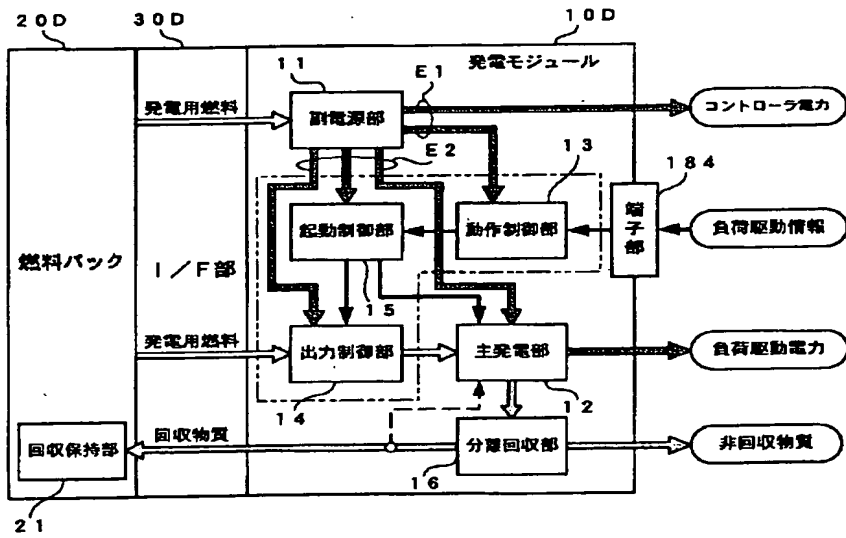 ２０Ｄ
３０Ｄ
１０Ｄ
発電モジュール
１１
Ｅ１
発電用燃料
副電源部
コントローラ電力
Ｅ２
１３
１８４
起動制御部
動作制御部
端子部
負荷駆動情報
燃料パック
Ｉ／Ｆ部
１５
発電用燃料
出力制御部
主発電部
負荷駆動電力
１４
１２
回収物質
回収保持部
分離回収部
非回収物質
１６
２１